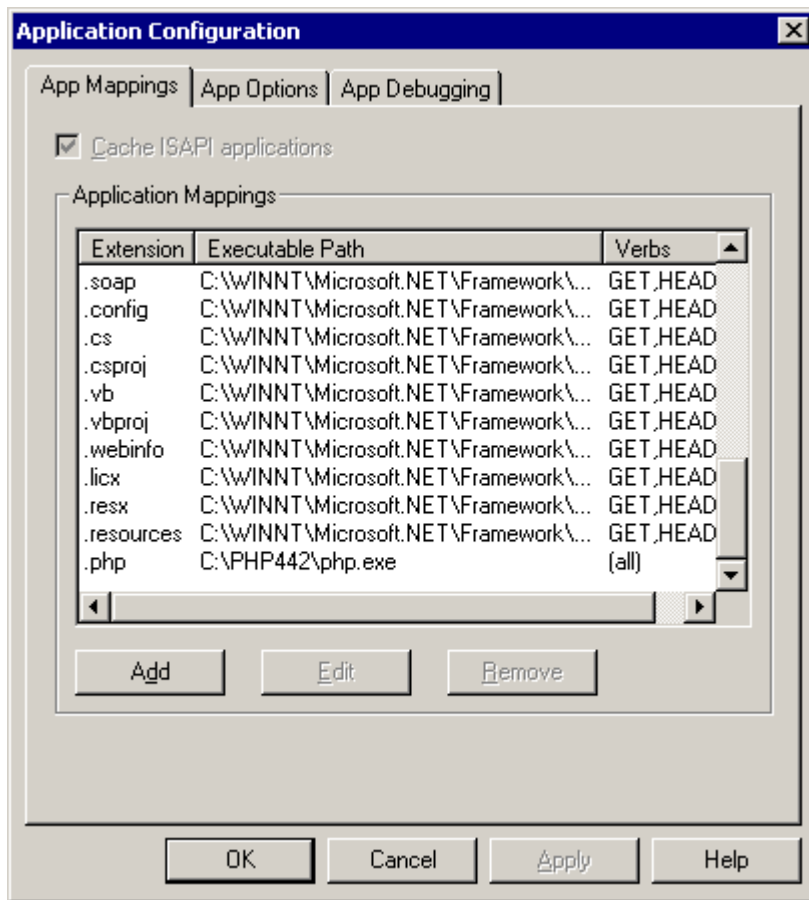 Application Configuration
App Mappings App Options App Debugging
Cache ISAPI applications
Application Mappings
Extension Executable Path Verbs
.soap C:\WINNT\Microsoft.NET\Framework\... GET,HEAD
.config C:\WINNT\Microsoft.NET\Framework\... GET,HEAD
.cs C:\WINNT\Microsoft.NET\Framework\... GET,HEAD
.csproj C:\WINNT\Microsoft.NET\Framework\... GET,HEAD
.vb C:\WINNT\Microsoft.NET\Framework\... GET,HEAD
.vbproj C:\WINNT\Microsoft.NET\Framework\... GET,HEAD
.webinfo C:\WINNT\Microsoft.NET\Framework\... GET,HEAD
.licx C:\WINNT\Microsoft.NET\Framework\... GET,HEAD
.resx C:\WINNT\Microsoft.NET\Framework\... GET,HEAD
.resources C:\WINNT\Microsoft.NET\Framework\... GET,HEAD
.php C:\PHP442\php.exe (all)
Add Edit Remove
OK Cancel Apply Help